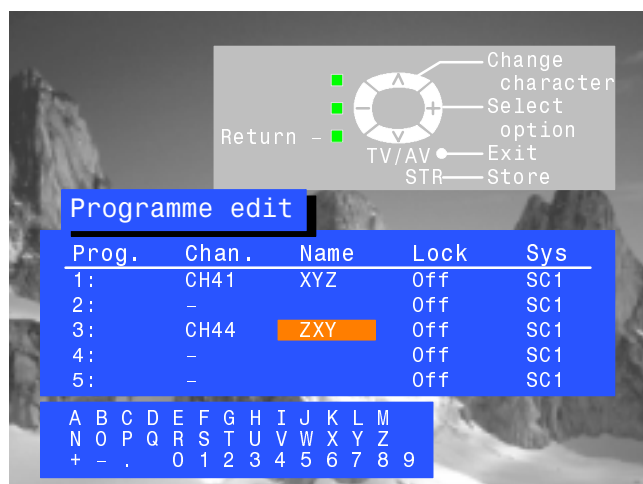 Change
character
Select
option
Return –
TV/AV Exit
STR Store
Programme edit
Prog. Chan. Name Lock Sys
1: CH41 XYZ Off SC1
2: – Off SC1
3: CH44 ZXY Off SC1
4: – Off SC1
5: – Off SC1
A B C D E F G H I J K L M
N O P Q R S T U V W X Y Z
+ – . 0 1 2 3 4 5 6 7 8 9